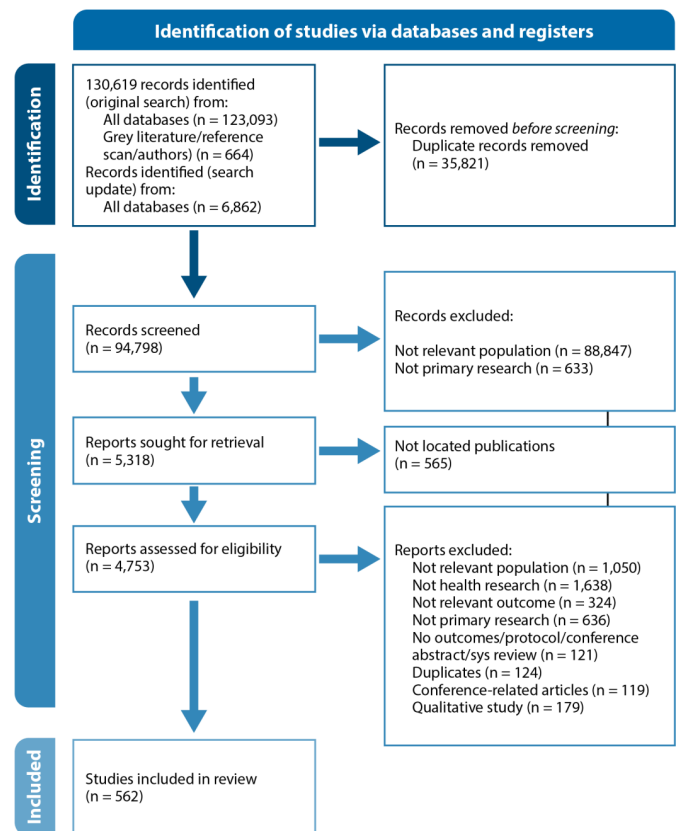 Identification of studies via databases and registers
Identification
130,619 records identified
(original search) from:
All databases (n = 123,093)
Grey literature/reference
scan/authors) (n = 664)
Records identified (search
update) from:
All databases (n = 6,862)
Records removed before screening:
Duplicate records removed
(n = 35,821)
Screening
Records screened
(n = 94,798)
Records excluded:
Not relevant population (n = 88,847)
Not primary research (n = 633)
Reports sought for retrieval
(n = 5,318)
Not located publications
(n = 565)
Reports assessed for eligibility
(n = 4,753)
Reports excluded:
Not relevant population (n = 1,050)
Not health research (n = 1,638)
Not relevant outcome (n = 324)
Not primary research (n = 636)
No outcomes/protocol/conference
abstract/sys review (n = 121)
Duplicates (n = 124)
Conference-related articles (n = 119)
Qualitative study (n = 179)
Included
Studies included in review
(n = 562)